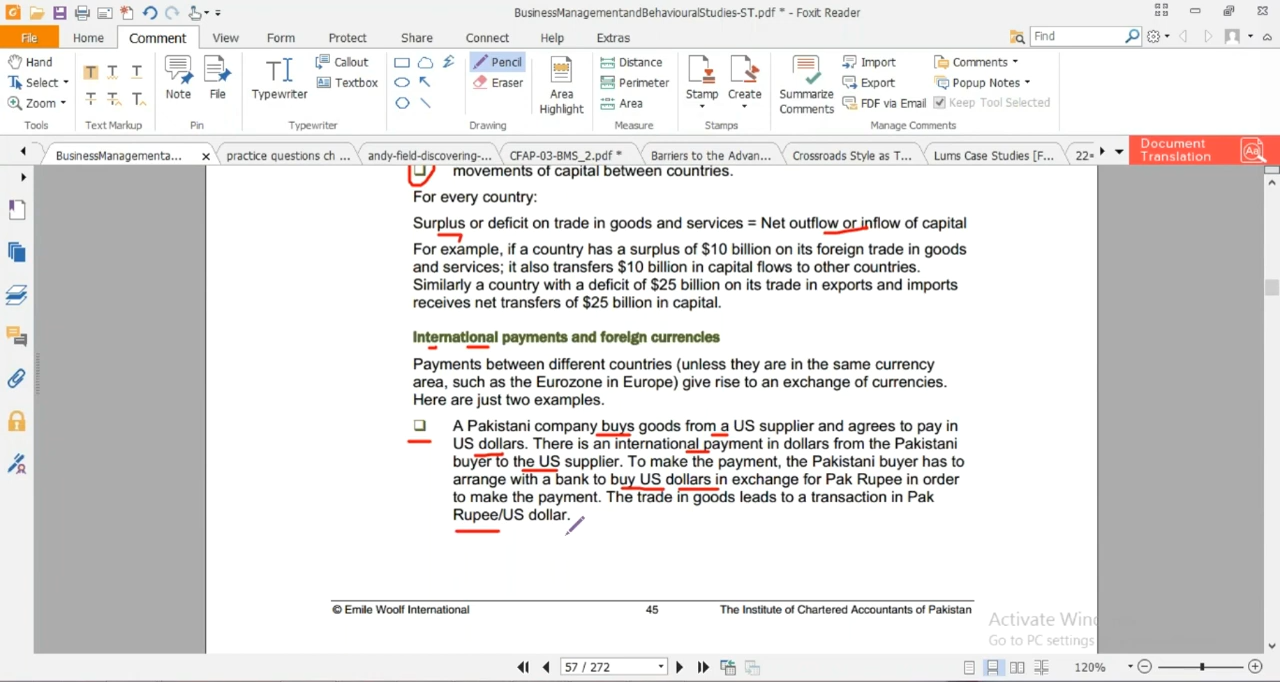 BusinessManagementandBehaviouralStudies-ST.pdf * - Foxit Reader
File Home Comment View Form Protect Share Connect Help Extras Find
Hand
Select
Zoom
Tools
T T T
T T T
Text Markup
Note File
Pin
Typewriter
Callout
Textbox
Typewriter
Pencil
Eraser
Drawing
Area
Highlight
Distance
Perimeter
Area
Measure
Stamp Create
Stamps
Summarize
Comments
Import
Export
FDF via Email
Comments
Popup Notes
Keep Tool Selected
Manage Comments
BusinessManagementa... practice questions ch ... andy-field-discovering-... CFAP-03-BMS_2.pdf * Barriers to the Advan... Crossroads Style as T... Lums Case Studies [F... 22
Document
Translation
movements of capital between countries.
For every country:
Surplus or deficit on trade in goods and services = Net outflow or inflow of capital
For example, if a country has a surplus of $10 billion on its foreign trade in goods
and services; it also transfers $10 billion in capital flows to other countries.
Similarly a country with a deficit of $25 billion on its trade in exports and imports
receives net transfers of $25 billion in capital.
International payments and foreign currencies
Payments between different countries (unless they are in the same currency
area, such as the Eurozone in Europe) give rise to an exchange of currencies.
Here are just two examples.
A Pakistani company buys goods from a US supplier and agrees to pay in
US dollars. There is an international payment in dollars from the Pakistani
buyer to the US supplier. To make the payment, the Pakistani buyer has to
arrange with a bank to buy US dollars in exchange for Pak Rupee in order
to make the payment. The trade in goods leads to a transaction in Pak
Rupee/US dollar.
© Emile Woolf International 45 The Institute of Chartered Accountants of Pakistan
Activate Win
Go to PC settings
57 / 272 120%